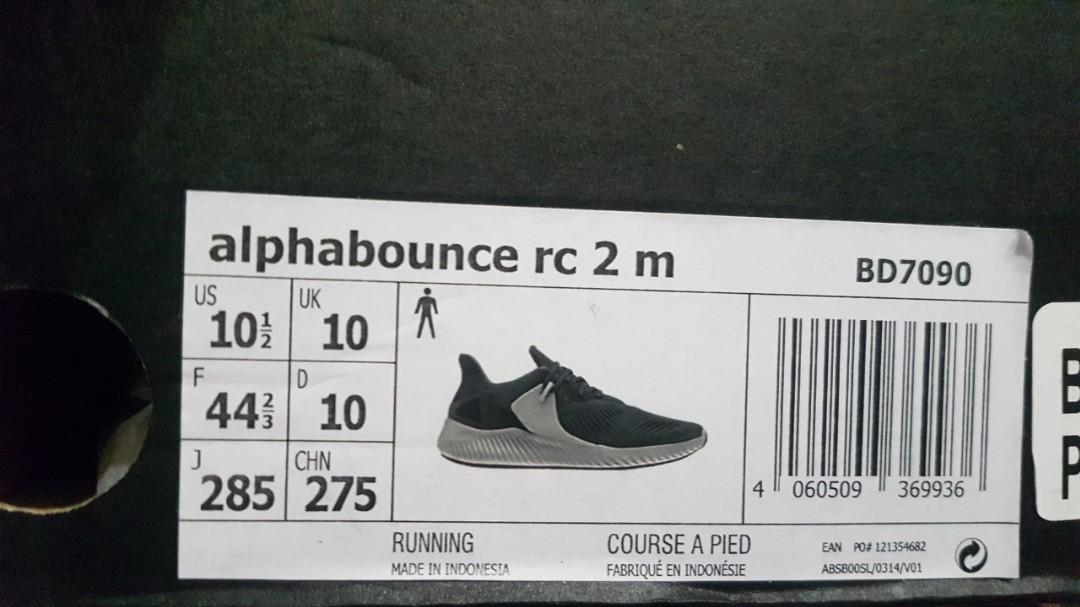 alphabounce rc 2 m
BD7090
US
10½
UK
10
F
44⅔
D
10
J
285
CHN
275
4 060509 369936
RUNNING
MADE IN INDONESIA
COURSE A PIED
FABRIQUÉ EN INDONÉSIE
EAN PO# 121354682
ABSB00SL/0314/V01
B
P